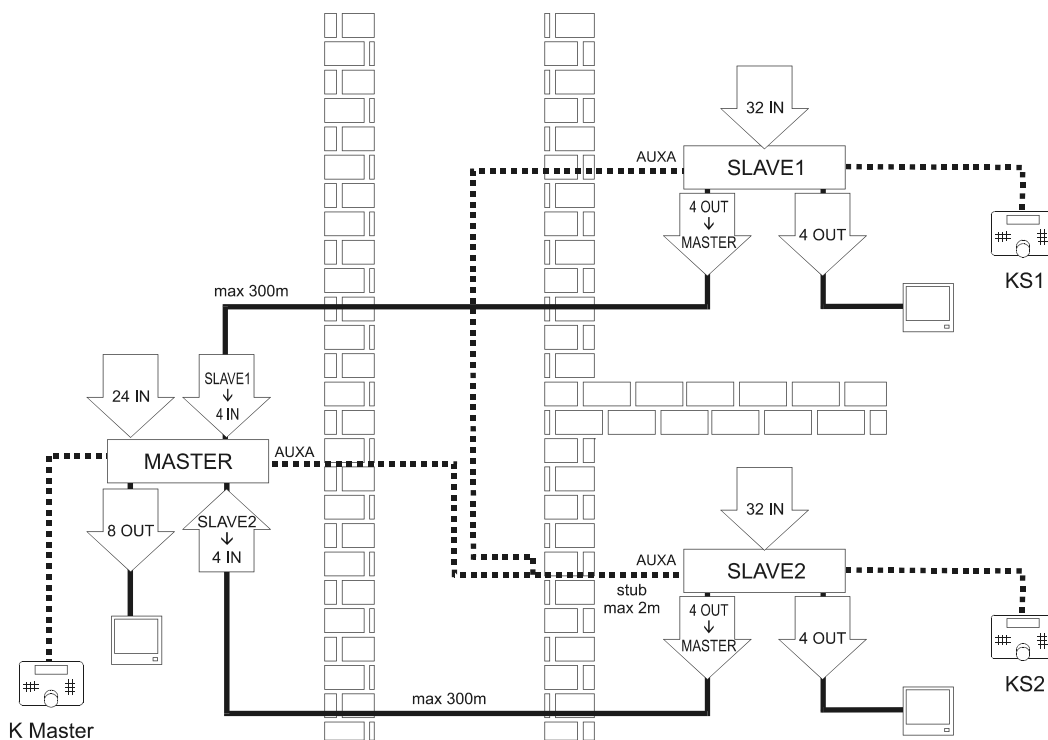 32 IN
AUXA
SLAVE1
4 OUT
MASTER
4 OUT
KS1
max 300m
24 IN
SLAVE1
4 IN
MASTER
AUXA
8 OUT
SLAVE2
4 IN
K Master
32 IN
AUXA
SLAVE2
stub
max 2m
4 OUT
MASTER
4 OUT
KS2
max 300m